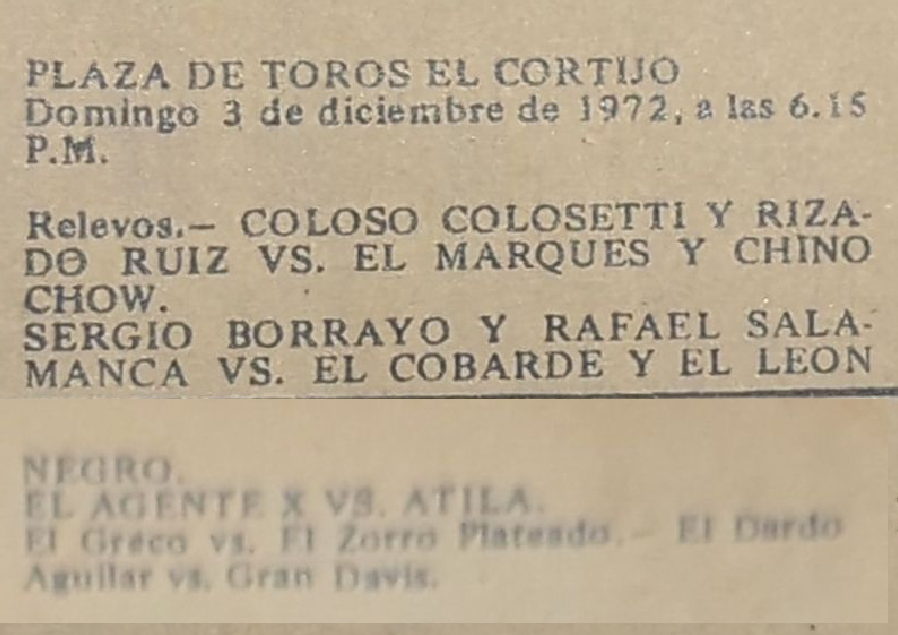 PLAZA DE TOROS EL CORTIJO
Domingo 3 de diciembre de 1972, a las 6.15
P.M.
Relevos.— COLOSO COLOSETTI Y RIZA-
DO RUIZ VS. EL MARQUES Y CHINO
CHOW.
SERGIO BORRAYO Y RAFAEL SALA-
MANCA VS. EL COBARDE Y EL LEON
NEGRO.
EL AGENTE X VS. ATILA.
El Greco vs. El Zorro Plateado.— El Dardo
Aguilar vs. Gran Davis.